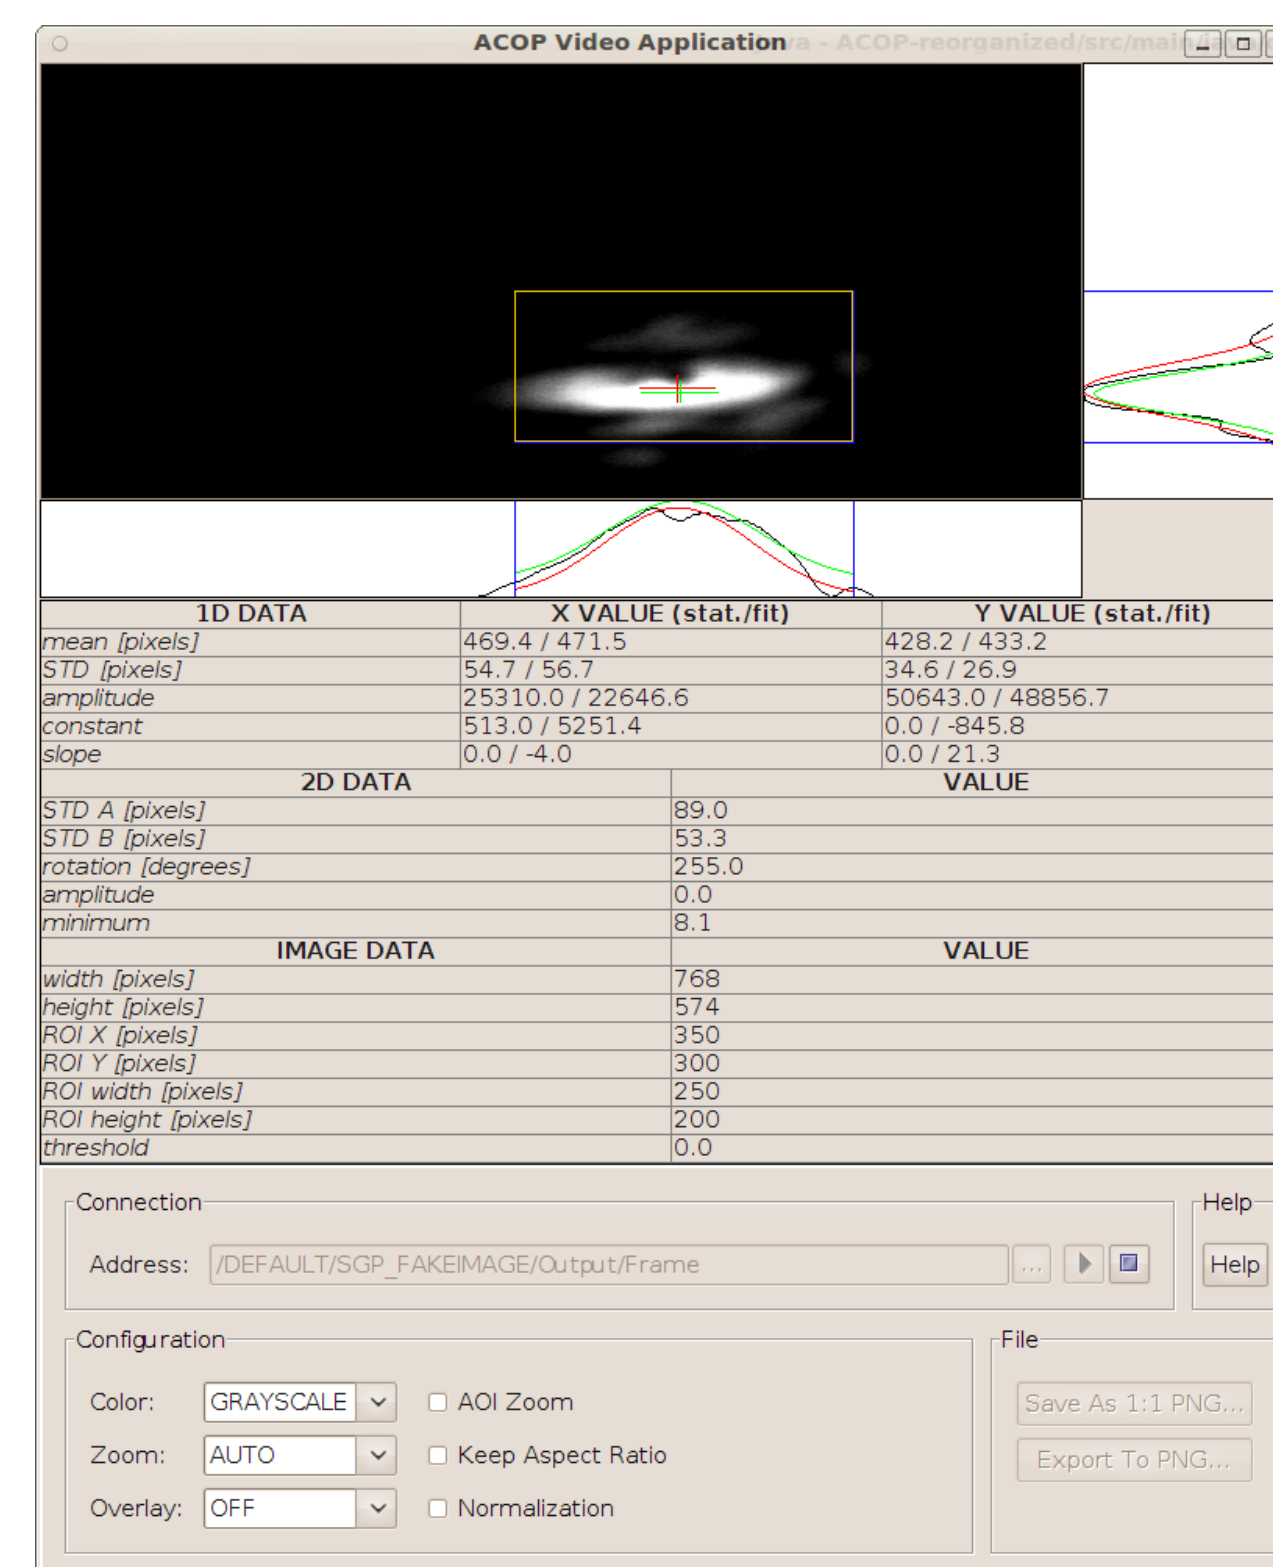 ACOP Video Application
va - ACOP-reorganized/src/main/java/
1D DATA X VALUE (stat./fit) Y VALUE (stat./fit)
mean [pixels] 469.4 / 471.5 428.2 / 433.2
STD [pixels] 54.7 / 56.7 34.6 / 26.9
amplitude 25310.0 / 22646.6 50643.0 / 48856.7
constant 513.0 / 5251.4 0.0 / -845.8
slope 0.0 / -4.0 0.0 / 21.3
2D DATA VALUE
STD A [pixels] 89.0
STD B [pixels] 53.3
rotation [degrees] 255.0
amplitude 0.0
minimum 8.1
IMAGE DATA VALUE
width [pixels] 768
height [pixels] 574
ROI X [pixels] 350
ROI Y [pixels] 300
ROI width [pixels] 250
ROI height [pixels] 200
threshold 0.0
Connection Help
Address: /DEFAULT/SGP_FAKEIMAGE/Output/Frame ... Help
Configuration File
Color: GRAYSCALE AOI Zoom Save As 1:1 PNG...
Zoom: AUTO Keep Aspect Ratio Export To PNG...
Overlay: OFF Normalization